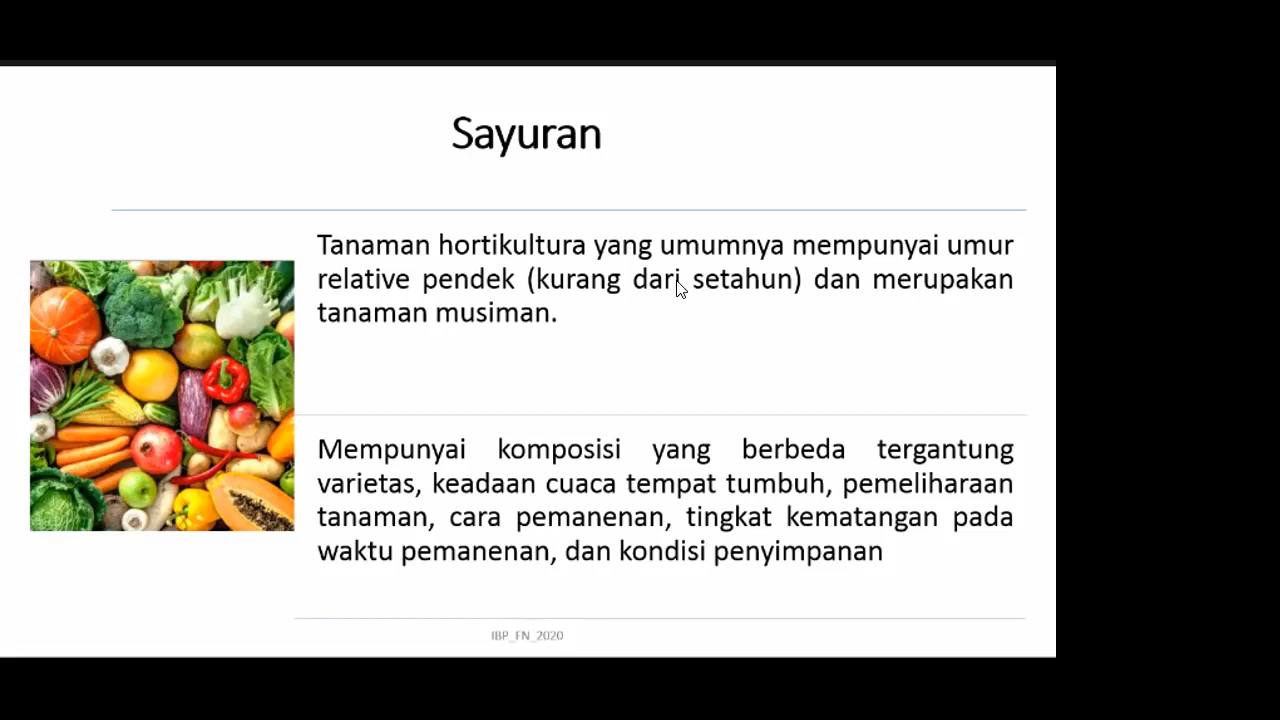 Sayuran
Tanaman hortikultura yang umumnya mempunyai umur
relative pendek (kurang dari setahun) dan merupakan
tanaman musiman.
Mempunyai komposisi yang berbeda tergantung
varietas, keadaan cuaca tempat tumbuh, pemeliharaan
tanaman, cara pemanenan, tingkat kematangan pada
waktu pemanenan, dan kondisi penyimpanan
IBP_FN_2020